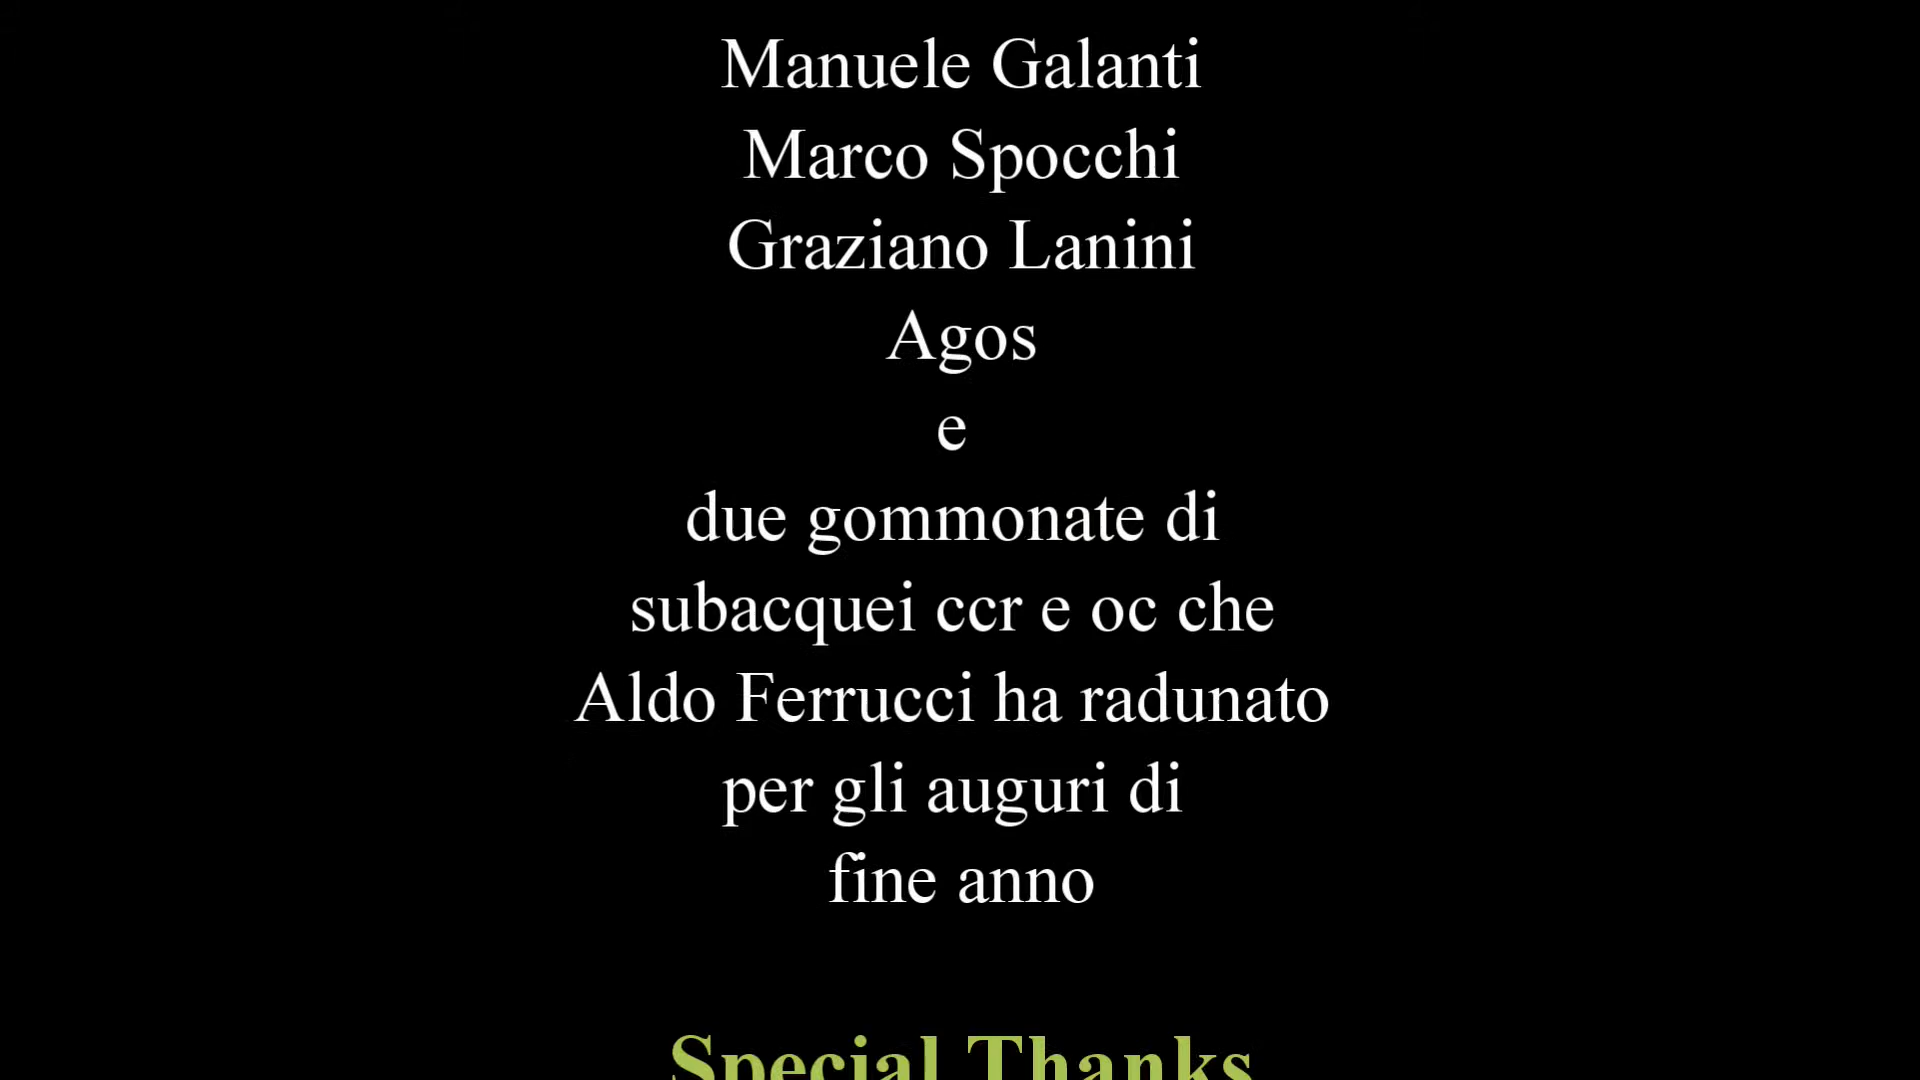 Manuele Galanti
Marco Spocchi
Graziano Lanini
Agos
e
due gommonate di
subacquei ccr e oc che
Aldo Ferrucci ha radunato
per gli auguri di
fine anno
Special Thanks